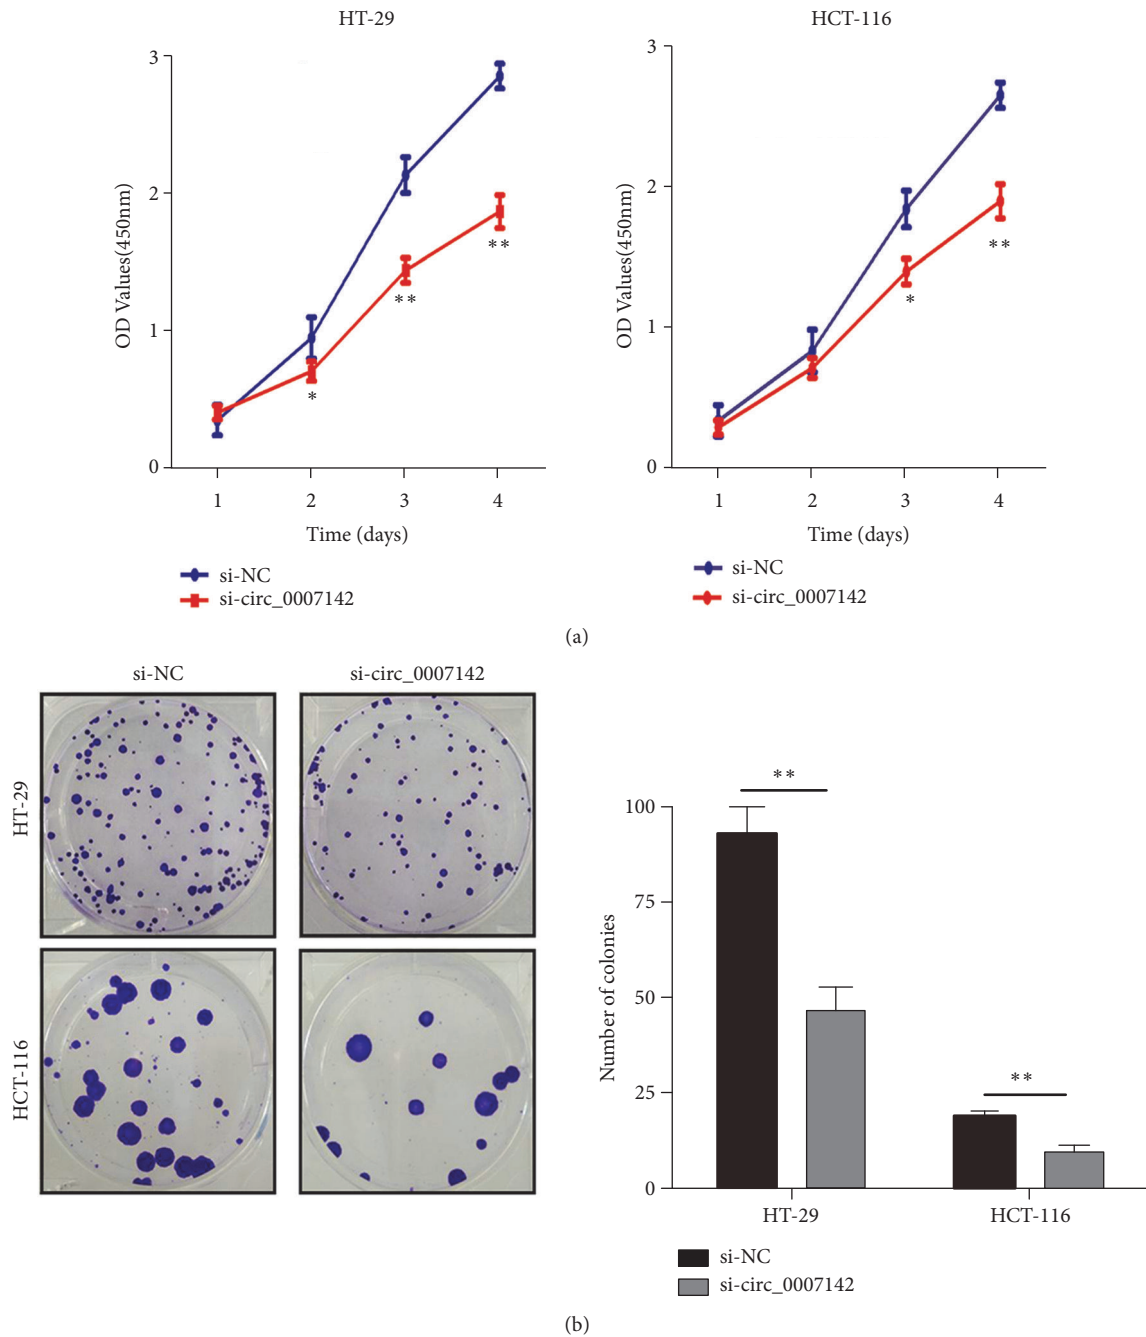 HT-29
HCT-116
3
2
1
0
OD Values(450nm)
**
**
*
1 2 3 4
Time (days)
si-NC
si-circ_0007142
3
2
1
0
OD Values(450nm)
**
*
1 2 3 4
Time (days)
si-NC
si-circ_0007142
(a)
si-NC
si-circ_0007142
HT-29
HCT-116
**
**
100
75
50
25
0
Number of colonies
HT-29
HCT-116
si-NC
si-circ_0007142
(b)